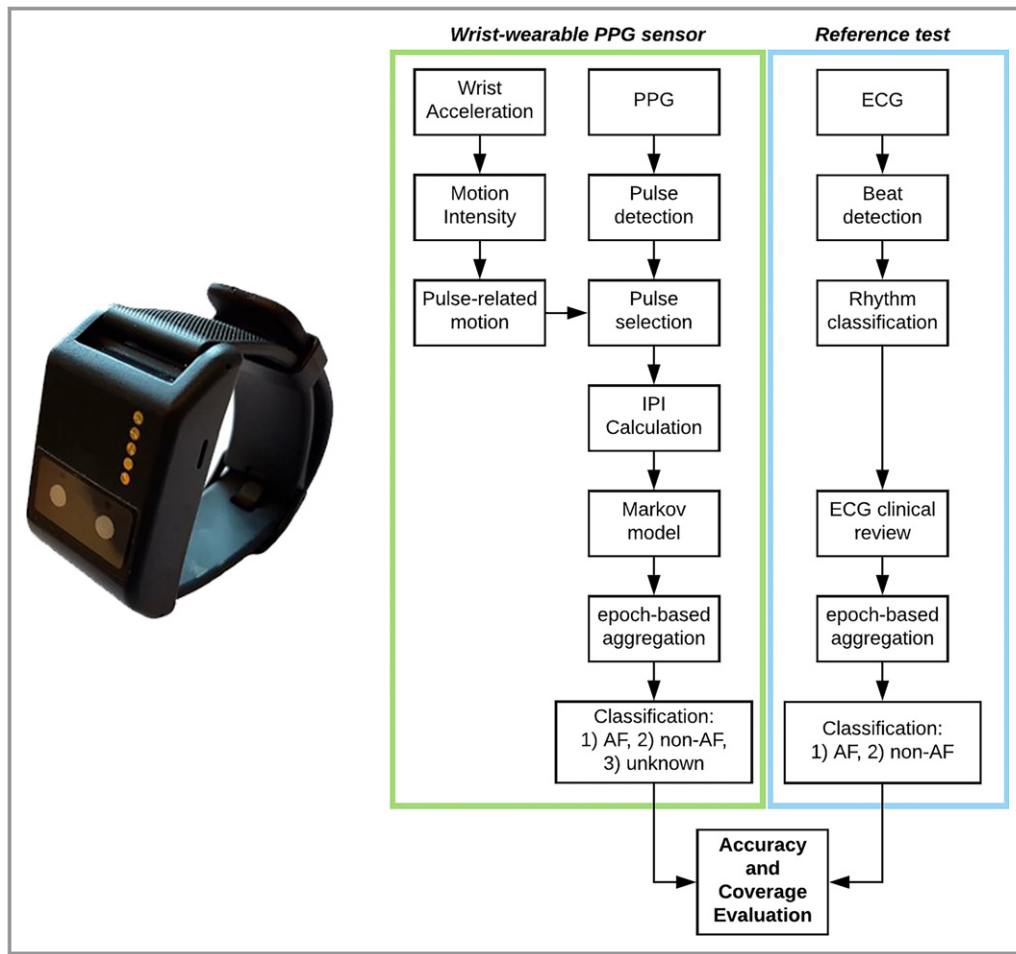 Wrist-wearable PPG sensor
Wrist
Acceleration
Motion
Intensity
Pulse-related
motion
PPG
Pulse
detection
Pulse
selection
IPI
Calculation
Markov
model
epoch-based
aggregation
Classification:
1) AF, 2) non-AF,
3) unknown
Reference test
ECG
Beat
detection
Rhythm
classification
ECG clinical
review
epoch-based
aggregation
Classification:
1) AF, 2) non-AF
Accuracy
and
Coverage
Evaluation